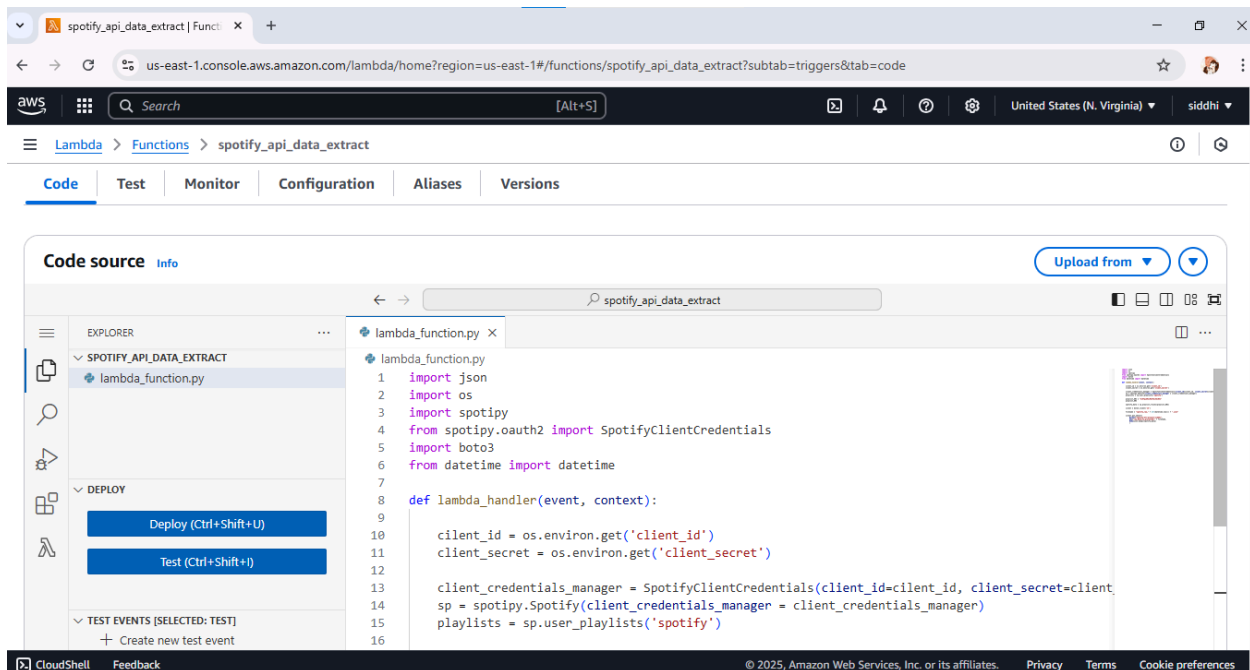 spotify_api_data_extract | Functi
us-east-1.console.aws.amazon.com/lambda/home?region=us-east-1#/functions/spotify_api_data_extract?subtab=triggers&tab=code
aws Search [Alt+S] United States (N. Virginia) siddhi
Lambda > Functions > spotify_api_data_extract
Code Test Monitor Configuration Aliases Versions
Code source Info Upload from
spotify_api_data_extract
EXPLORER ... lambda_function.py
SPOTIFY_API_DATA_EXTRACT
lambda_function.py
DEPLOY
Deploy (Ctrl+Shift+U)
Test (Ctrl+Shift+I)
TEST EVENTS [SELECTED: TEST]
+ Create new test event
lambda_function.py
1 import json
2 import os
3 import spotipy
4 from spotipy.oauth2 import SpotifyClientCredentials
5 import boto3
6 from datetime import datetime
7
8 def lambda_handler(event, context):
9
10 cilent_id = os.environ.get('client_id')
11 client_secret = os.environ.get('client_secret')
12
13 client_credentials_manager = SpotifyClientCredentials(client_id=cilent_id, client_secret=client_
14 sp = spotipy.Spotify(client_credentials_manager = client_credentials_manager)
15 playlists = sp.user_playlists('spotify')
16
CloudShell Feedback © 2025, Amazon Web Services, Inc. or its affiliates. Privacy Terms Cookie preferences